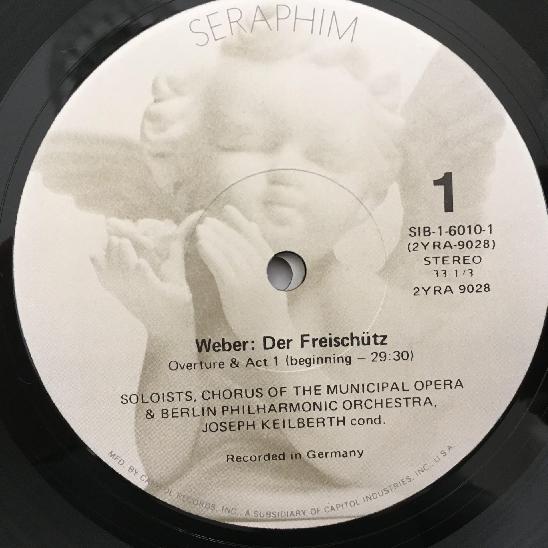 SERAPHIM
1
SIB-1-6010-1
(2YRA-9028)
STEREO
33 1/3
2YRA 9028
Weber: Der Freischütz
Overture & Act 1 (beginning – 29:30)
SOLOISTS, CHORUS OF THE MUNICIPAL OPERA
& BERLIN PHILHARMONIC ORCHESTRA,
JOSEPH KEILBERTH cond.
Recorded in Germany
MFD. BY CAPITOL RECORDS, INC., A SUBSIDIARY OF CAPITOL INDUSTRIES, INC., U.S.A.